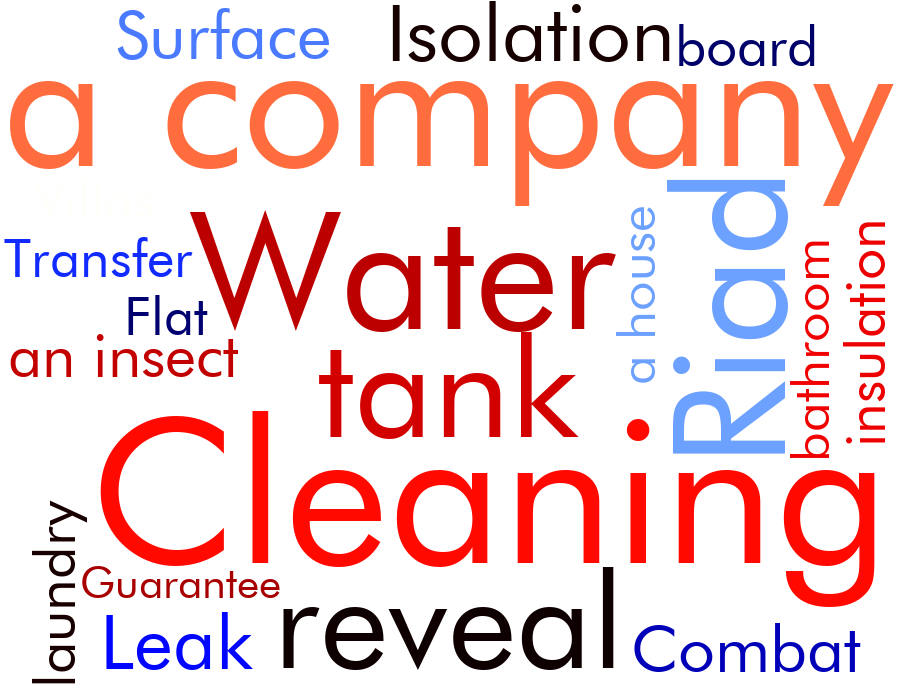 Surface
Isolation
board
a company
Transfer
Water
Flat
an insect
tank
a house
Riad
bathroom
insulation
Cleaning
laundry
Guarantee
Leak
reveal
Combat